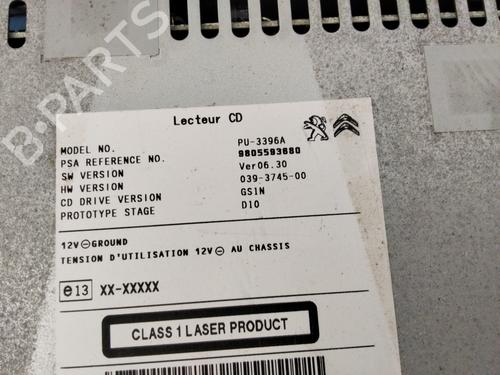 B-PARTS
Lecteur CD
MODEL NO. PU-3396A
PSA REFERENCE NO. 9805593680
SW VERSION Ver06.30
HW VERSION 039-3745-00
CD DRIVE VERSION GS1N
PROTOTYPE STAGE D10
12V⊖GROUND
TENSION D'UTILISATION 12V⊖ AU CHASSIS
e13 XX-XXXXX
CLASS 1 LASER PRODUCT